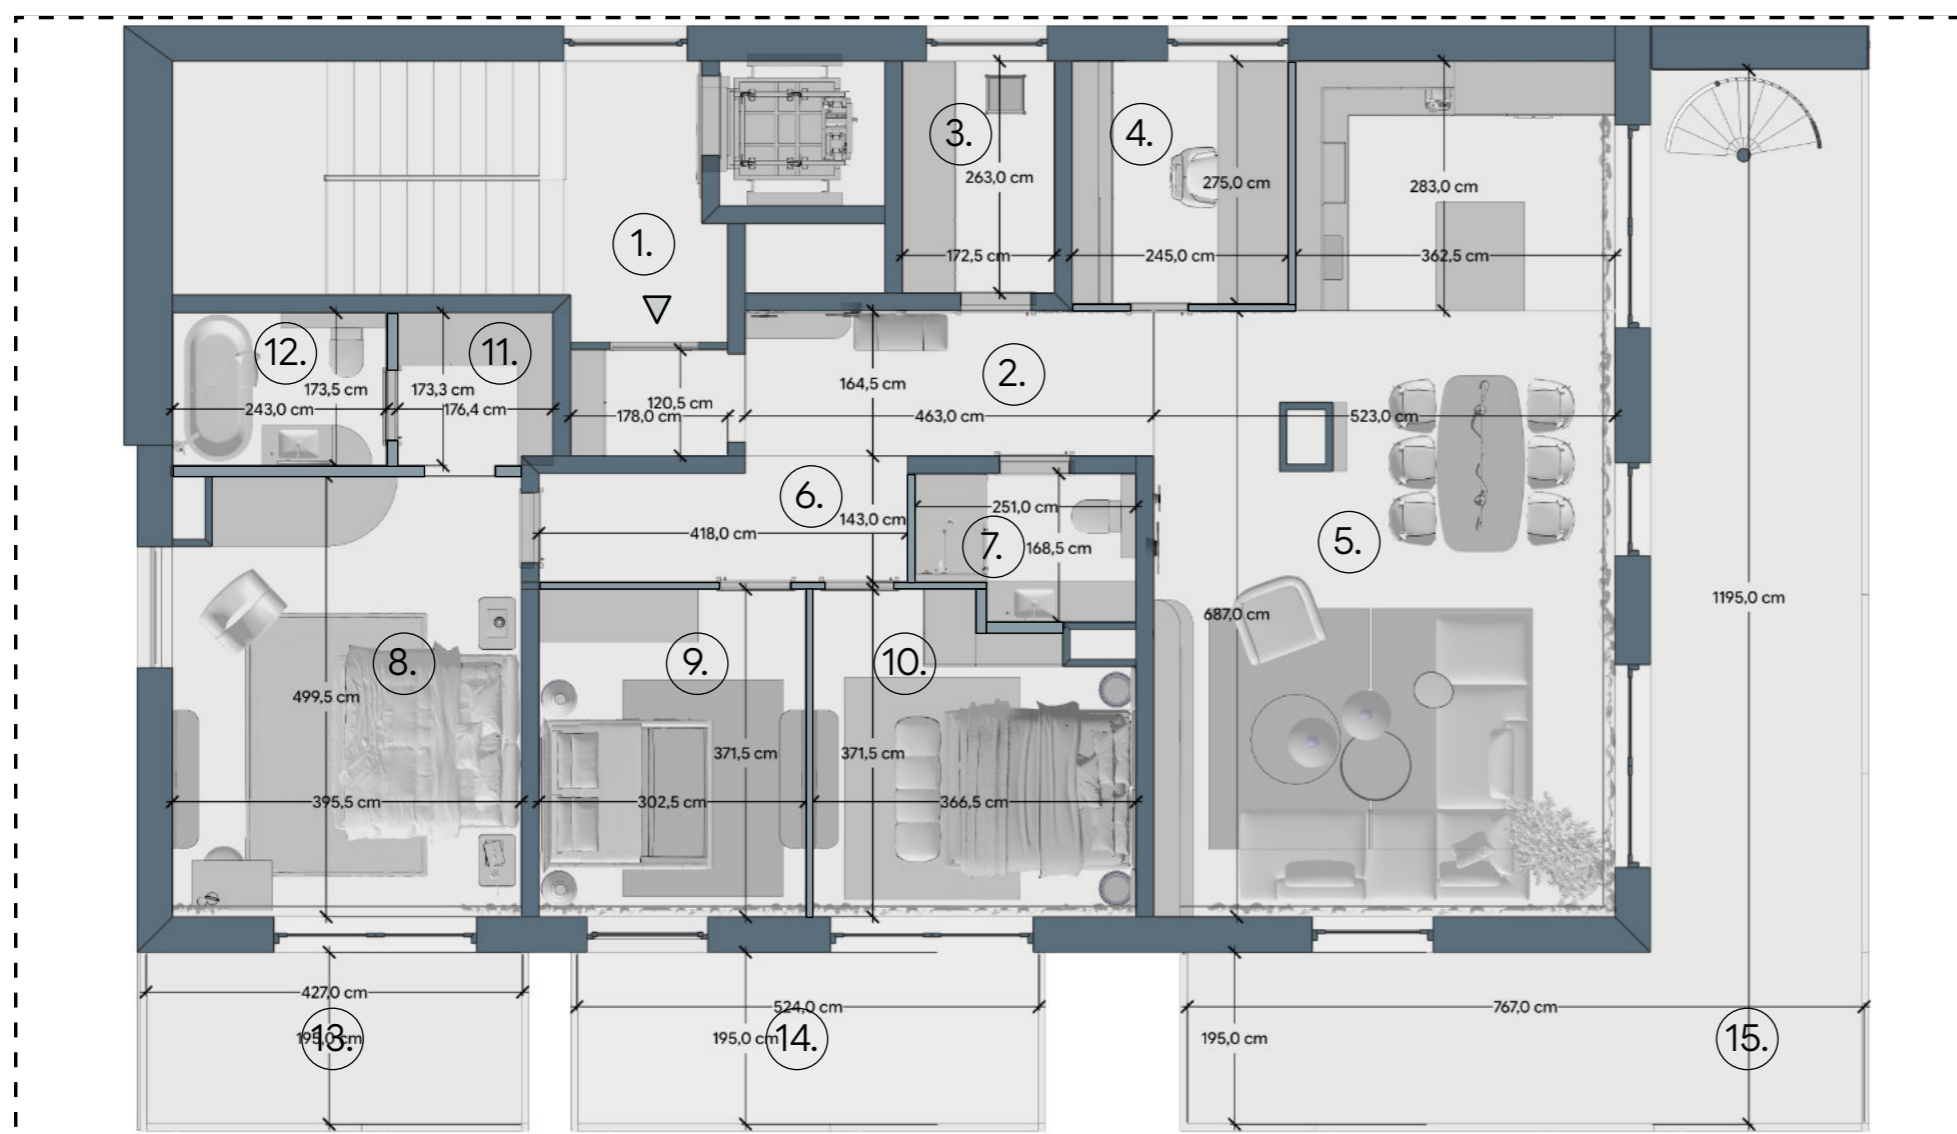 1.
3.
263,0 cm
172,5 cm
4.
275,0 cm
245,0 cm
283,0 cm
362,5 cm
12.
173,5 cm
243,0 cm
11.
173,3 cm
176,4 cm
120,5 cm
178,0 cm
2.
164,5 cm
463,0 cm
523,0 cm
6.
143,0 cm
418,0 cm
251,0 cm
7.
168,5 cm
5.
687,0 cm
1195,0 cm
8.
499,5 cm
395,5 cm
9.
371,5 cm
302,5 cm
10.
371,5 cm
366,5 cm
427,0 cm
195,0 cm
13.
524,0 cm
195,0 cm
14.
767,0 cm
195,0 cm
15.